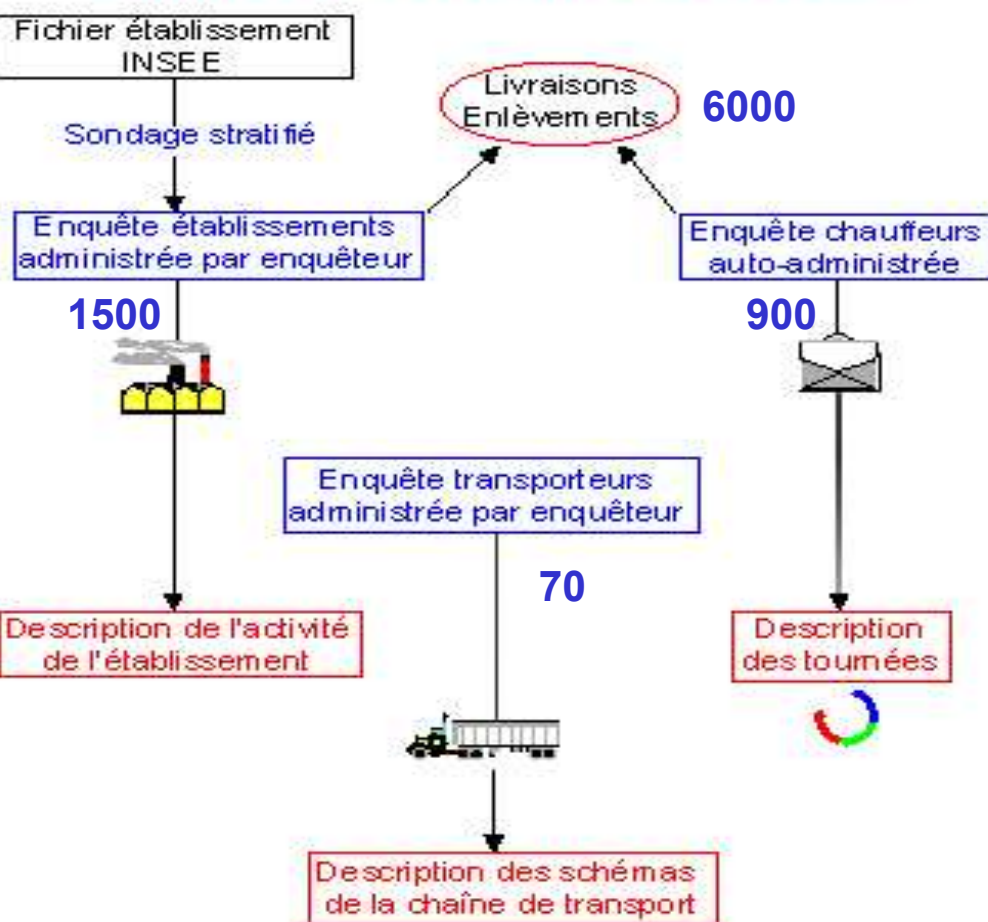 Fichier établissement
INSEE
Livraisons
Enlèvements
6000
Sondage stratifié
Enquête établissements
administrée par enquêteur
Enquête chauffeurs
auto-administrée
1500
900
Enquête transporteurs
administrée par enquêteur
70
Description de l'activité
de l'établissement
Description
des tournées
Description des schémas
de la chaîne de transport